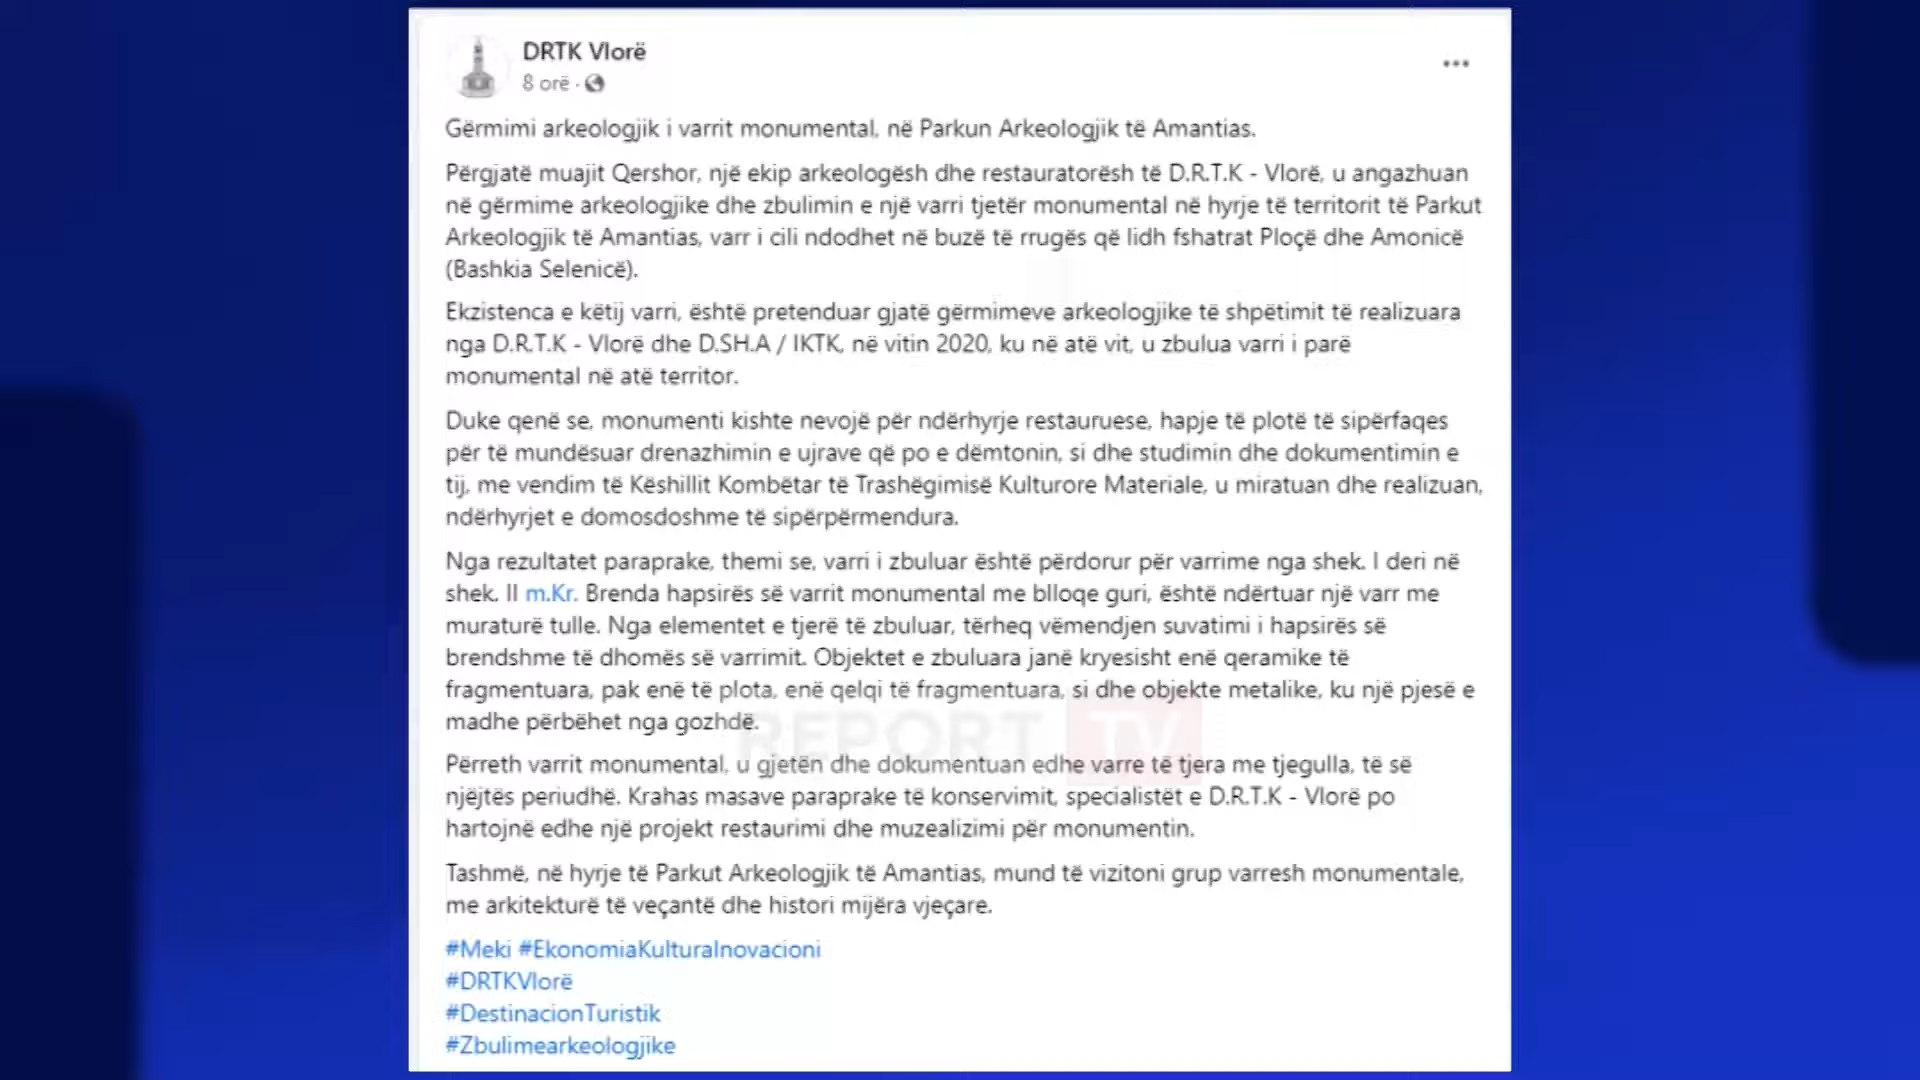 DRTK Vlorë
8 orë ·
Gërmimi arkeologjik i varrit monumental, në Parkun Arkeologjik të Amantias.
Përgjatë muajit Qershor, një ekip arkeologësh dhe restauratorësh të D.R.T.K - Vlorë, u angazhuan
në gërmime arkeologjike dhe zbulimin e një varri tjetër monumental në hyrje të territorit të Parkut
Arkeologjik të Amantias, varr i cili ndodhet në buzë të rrugës që lidh fshatrat Ploçë dhe Amonicë
(Bashkia Selenicë).
Ekzistenca e këtij varri, është pretenduar gjatë gërmimeve arkeologjike të shpëtimit të realizuara
nga D.R.T.K - Vlorë dhe D.SH.A / IKTK, në vitin 2020, ku në atë vit, u zbulua varri i parë
monumental në atë territor.
Duke qenë se, monumenti kishte nevojë për ndërhyrje restauruese, hapje të plotë të sipërfaqes
për të mundësuar drenazhimin e ujrave që po e dëmtonin, si dhe studimin dhe dokumentimin e
tij, me vendim të Këshillit Kombëtar të Trashëgimisë Kulturore Materiale, u miratuan dhe realizuan,
ndërhyrjet e domosdoshme të sipërpërmendura.
Nga rezultatet paraprake, themi se, varri i zbuluar është përdorur për varrime nga shek. I deri në
shek. II m.Kr. Brenda hapsirës së varrit monumental me blloqe guri, është ndërtuar një varr me
muraturë tulle. Nga elementet e tjerë të zbuluar, tërheq vëmendjen suvatimi i hapsirës së
brendshme të dhomës së varrimit. Objektet e zbuluara janë kryesisht enë qeramike të
fragmentuara, pak enë të plota, enë qelqi të fragmentuara, si dhe objekte metalike, ku një pjesë e
madhe përbëhet nga gozhdë.
REPORT TV
Përreth varrit monumental, u gjetën dhe dokumentuan edhe varre të tjera me tjegulla, të së
njëjtës periudhë. Krahas masave paraprake të konservimit, specialistët e D.R.T.K - Vlorë po
hartojnë edhe një projekt restaurimi dhe muzealizimi për monumentin.
Tashmë, në hyrje të Parkut Arkeologjik të Amantias, mund të vizitoni grup varresh monumentale,
me arkitekturë të veçantë dhe histori mijëra vjeçare.
#Meki #EkonomiaKulturaInovacioni
#DRTKVlorë
#DestinacionTuristik
#Zbulimearkeologjike